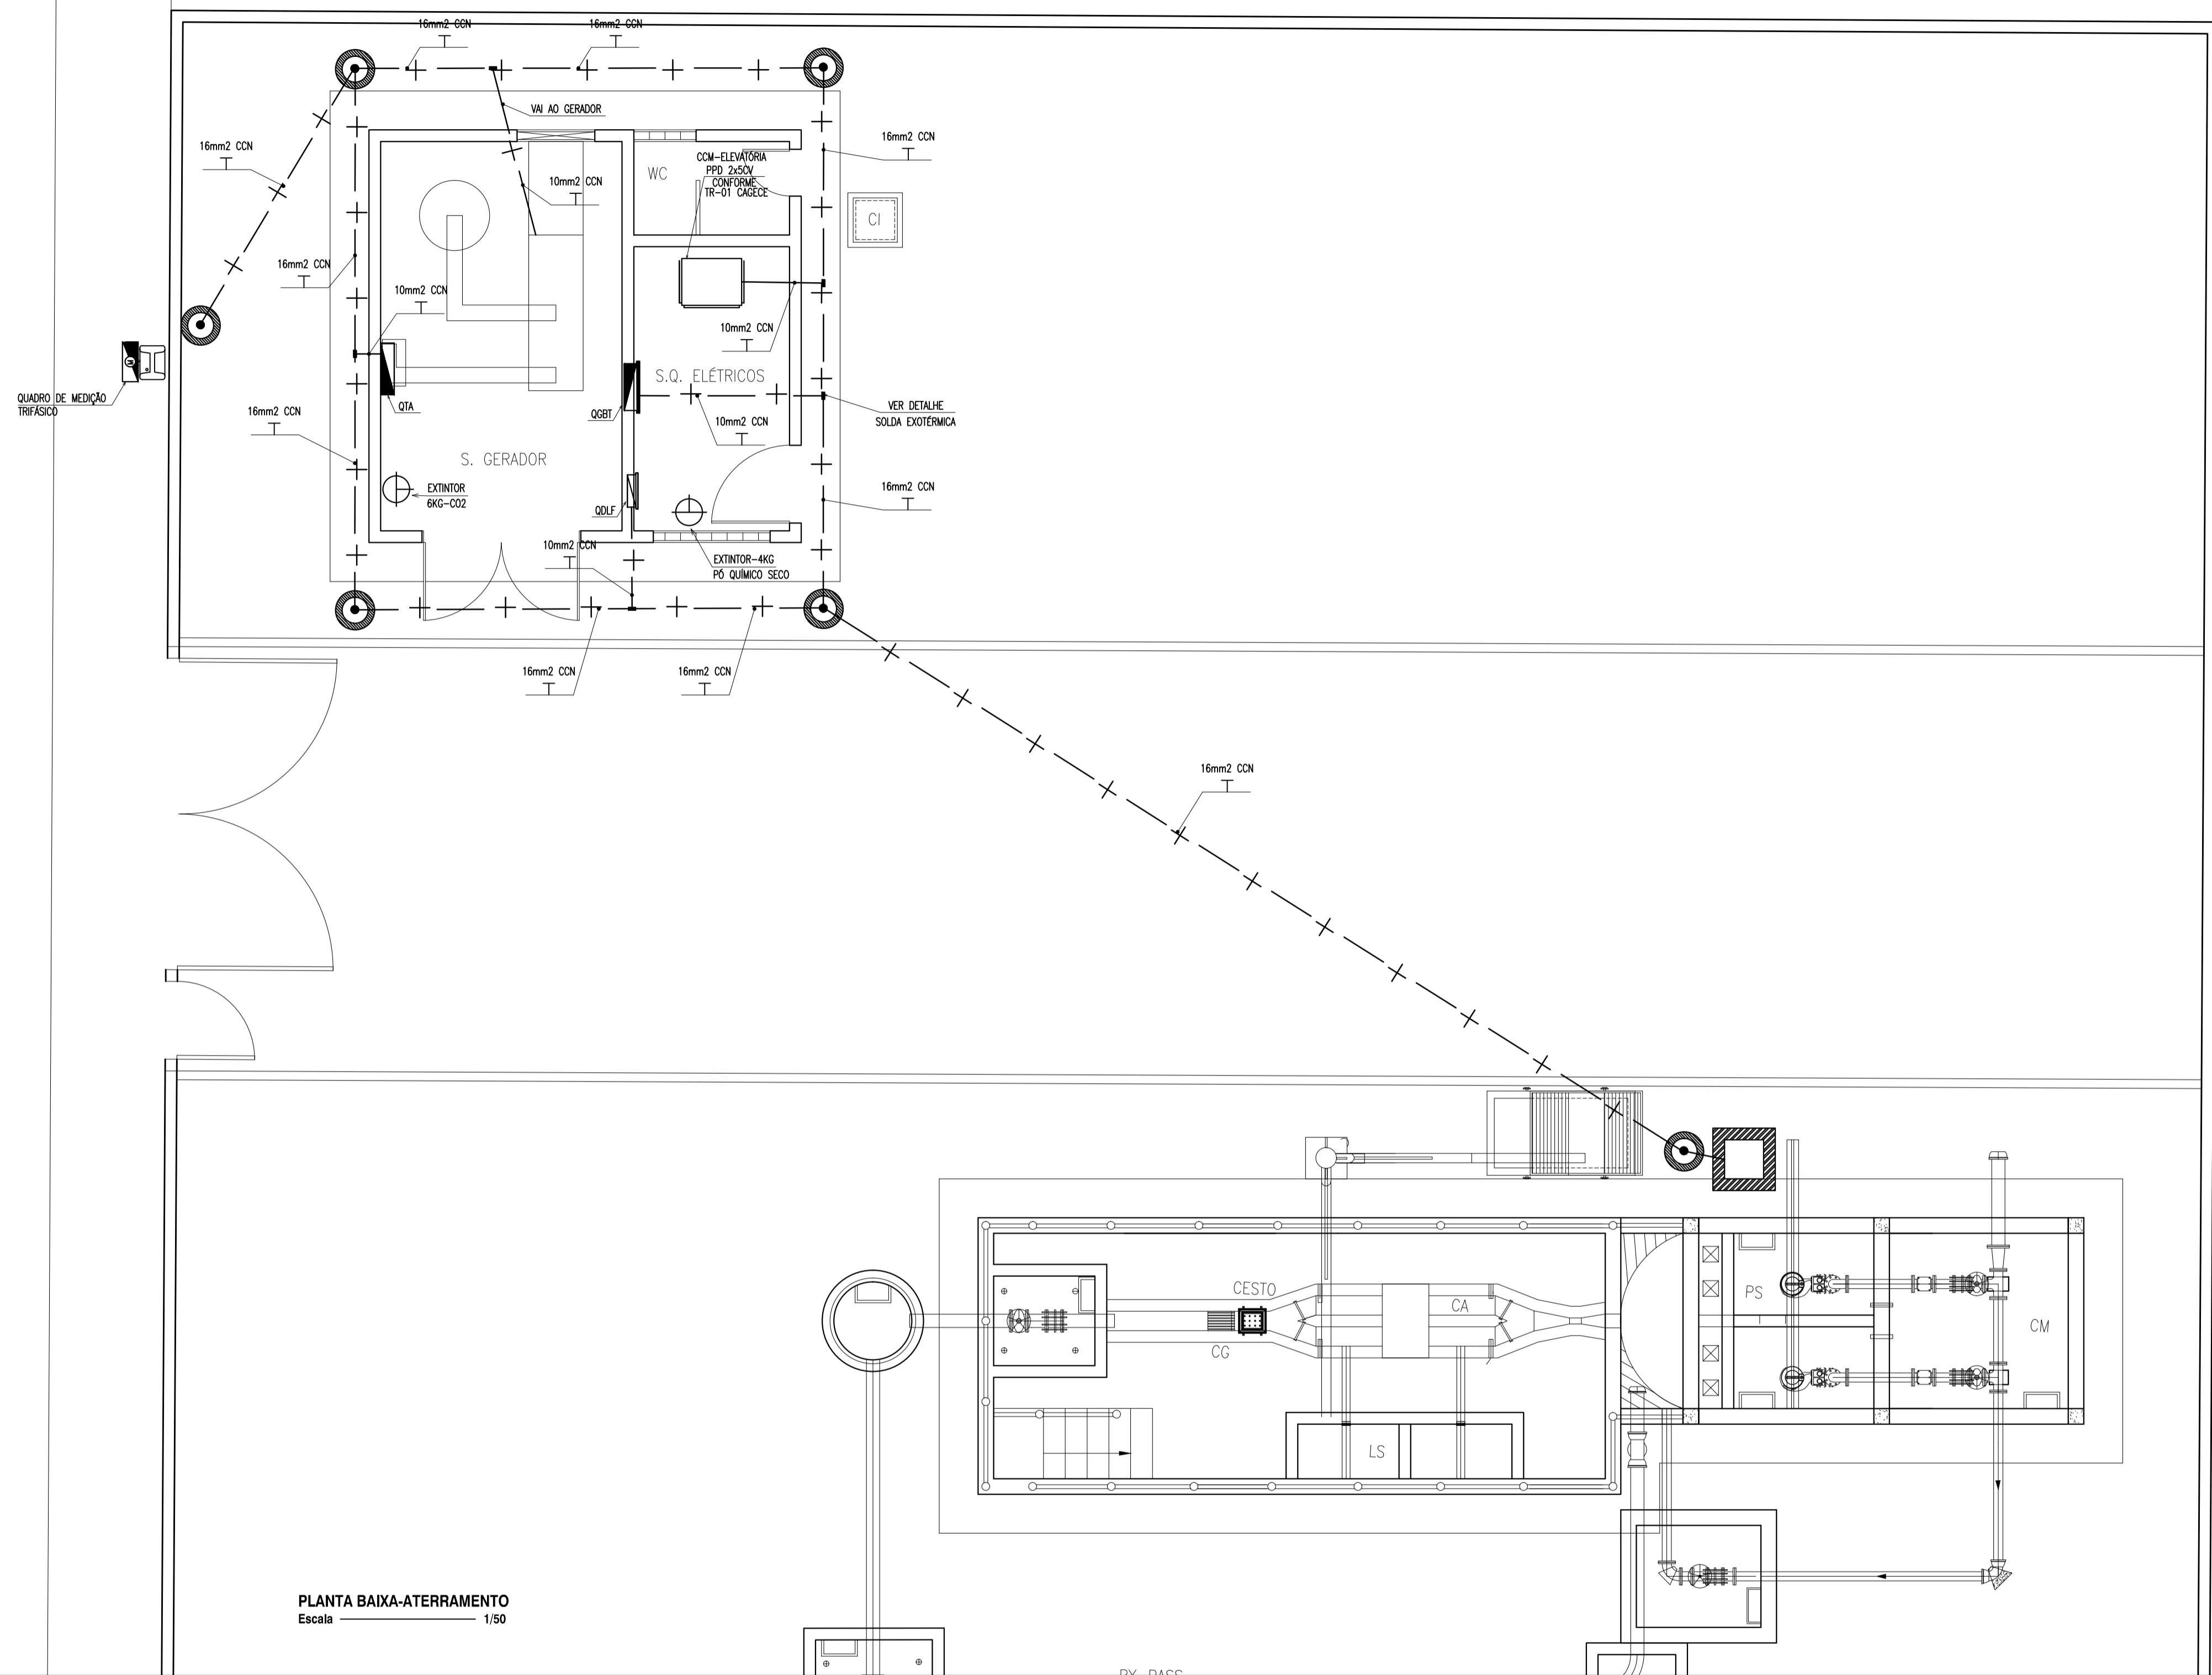 16mm2 CCN
16mm2 CCN
VAI AO GERADOR
16mm2 CCN
16mm2 CCN
WC
CCM-ELEVATÓRIA
PPD 2x5CV
CONFORME
TR-01 CAGECE
10mm2 CCN
CI
16mm2 CCN
10mm2 CCN
10mm2 CCN
M
S.Q. ELÉTRICOS
QUADRO DE MEDIÇÃO
TRIFÁSICO
QTA
16mm2 CCN
QGBT
10mm2 CCN
VER DETALHE
SOLDA EXOTÉRMICA
S. GERADOR
EXTINTOR
6KG-CO2
16mm2 CCN
QDLF
10mm2 CCN
EXTINTOR-4KG
PÓ QUÍMICO SECO
16mm2 CCN
16mm2 CCN
16mm2 CCN
CESTO
CA
PS
CM
CG
LS
PLANTA BAIXA-ATERRAMENTO
Escala 1/50